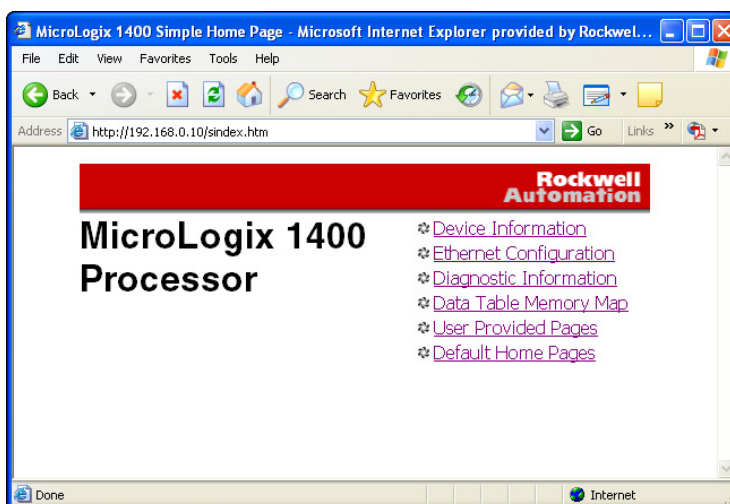 MicroLogix 1400 Simple Home Page - Microsoft Internet Explorer provided by Rockwel...
File Edit View Favorites Tools Help
Back Search Favorites
Address http://192.168.0.10/sindex.htm Go Links »
Rockwell
Automation
MicroLogix 1400
Processor
Device Information
Ethernet Configuration
Diagnostic Information
Data Table Memory Map
User Provided Pages
Default Home Pages
Done Internet